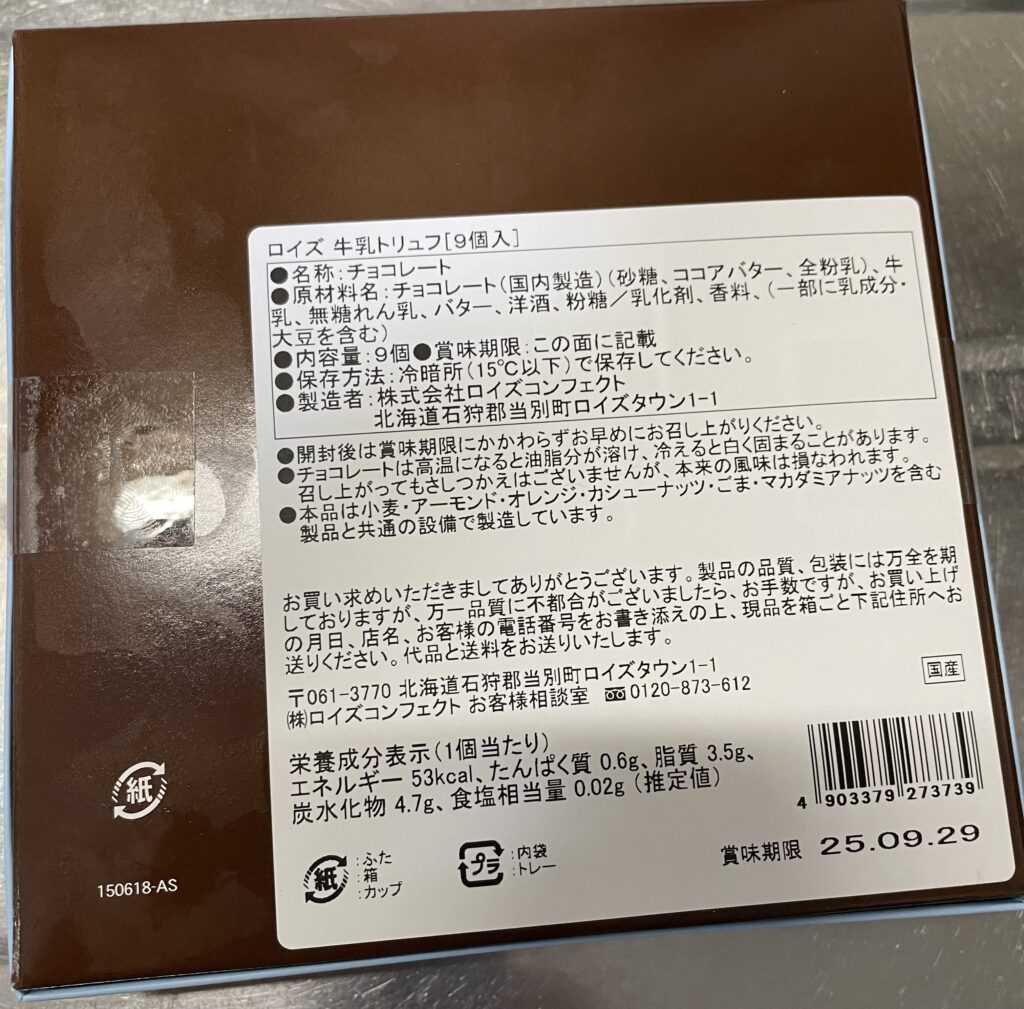 ロイズ 牛乳トリュフ[9個入]
●名称:チョコレート
●原材料名:チョコレート(国内製造)(砂糖、ココアバター、全粉乳)、牛
乳、無糖れん乳、バター、洋酒、粉糖/乳化剤、香料、(一部に乳成分・
大豆を含む)
●内容量:9個●賞味期限:この面に記載
●保存方法:冷暗所(15℃以下)で保存してください。
●製造者:株式会社ロイズコンフェクト
北海道石狩郡当別町ロイズタウン1-1
●開封後は賞味期限にかかわらずお早めにお召し上がりください。
●チョコレートは高温になると油脂分が溶け、冷えると白く固まることがあります。
召し上がってもさしつかえはございませんが、本来の風味は損なわれます。
●本品は小麦・アーモンド・オレンジ・カシューナッツ・ごま・マカダミアナッツを含む
製品と共通の設備で製造しています。
お買い求めいただきましてありがとうございます。製品の品質、包装には万全を期
しておりますが、万一品質に不都合がございましたら、お手数ですが、お買い上げ
の月日、店名、お客様の電話番号をお書き添えの上、現品を箱ごと下記住所へお
送りください。代品と送料をお送りいたします。
〒061-3770 北海道石狩郡当別町ロイズタウン1-1
㈱ロイズコンフェクト お客様相談室 0120-873-612
国産
栄養成分表示(1個当たり)
エネルギー 53kcal、たんぱく質 0.6g、脂質 3.5g、
炭水化物 4.7g、食塩相当量 0.02g (推定値)
4 903379 273739
賞味期限 25.09.29
紙 :ふた
:箱
:カップ
プラ :内袋
:トレー
紙
150618-AS